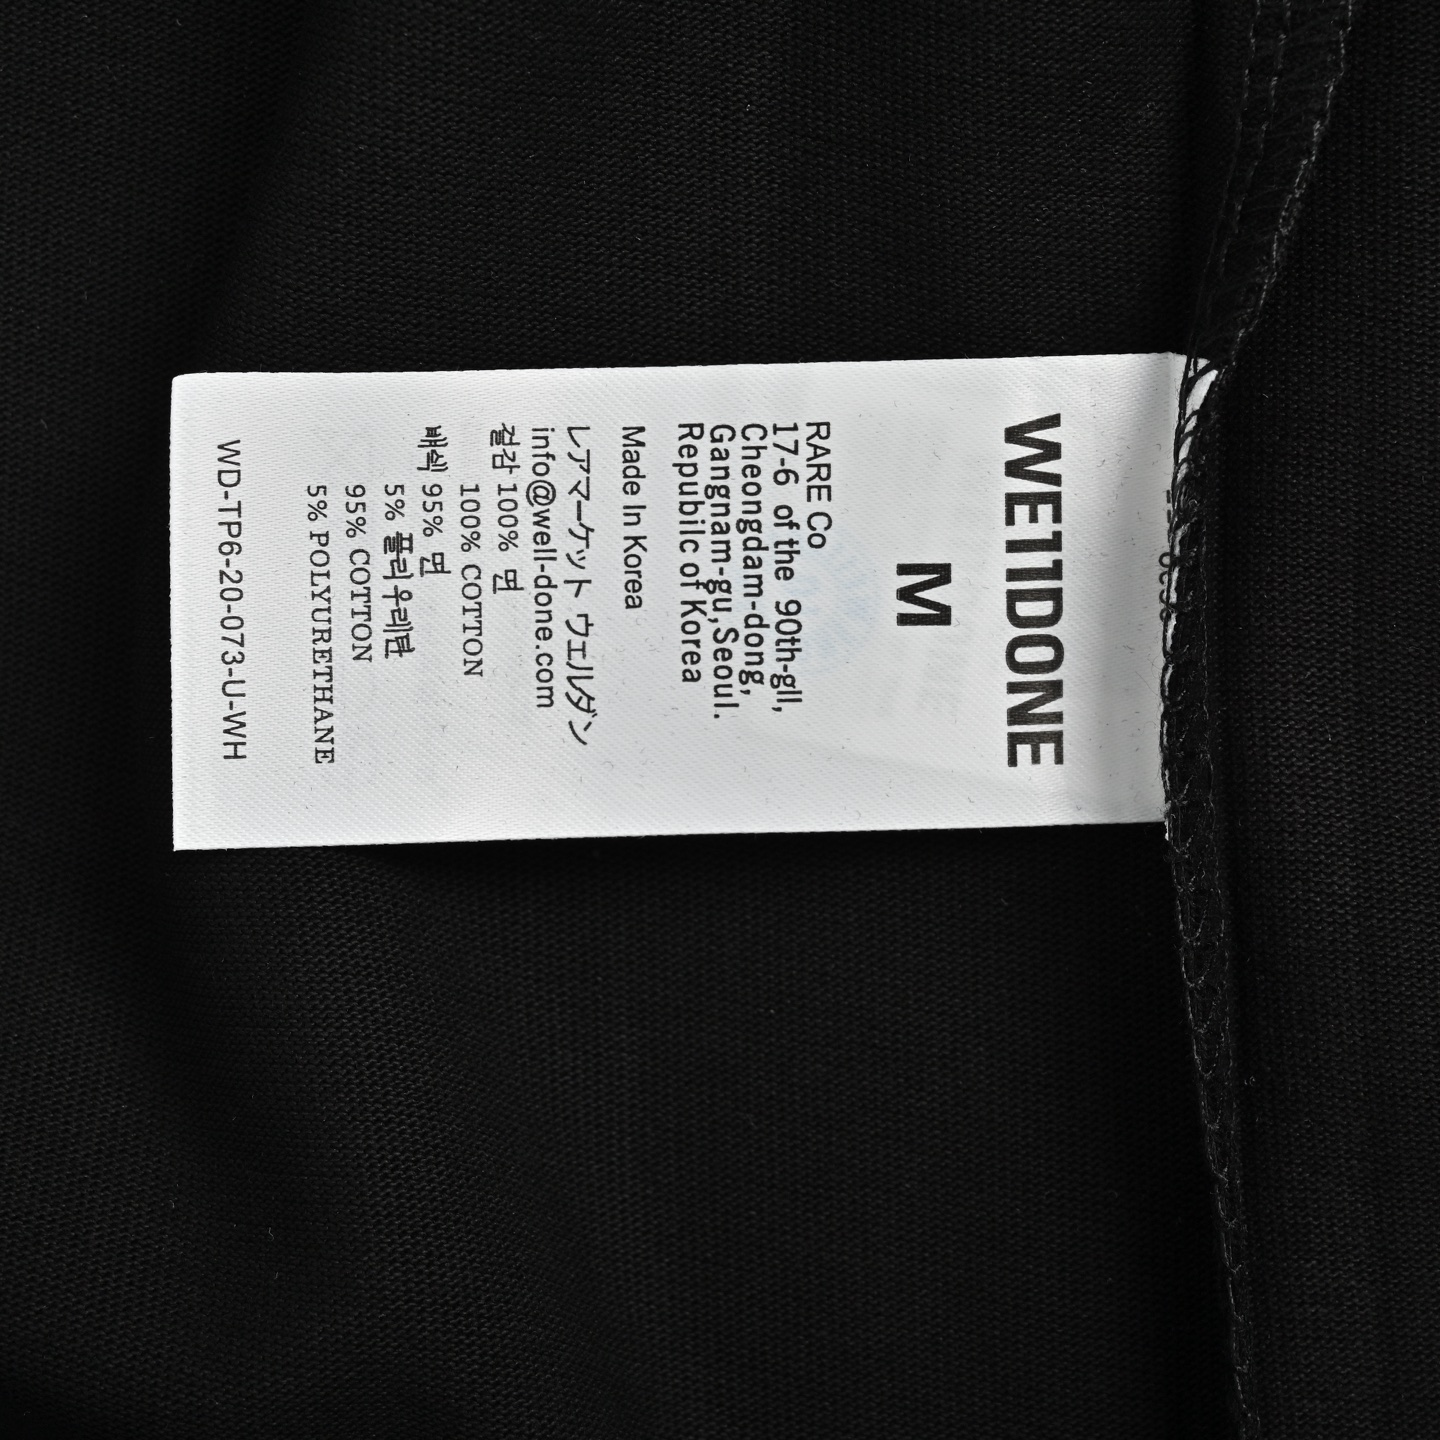 WE11DONE
M
RARE Co
17-6 of the 90th-gil,
Cheongdam-dong,
Gangnam-gu,Seoul.
Repubilc of Korea
Made In Korea
レアマーケット ウェルダン
info@well-done.com
겉감 100% 면
100% COTTON
배색 95% 면
5% 폴리우레탄
95% COTTON
5% POLYURETHANE
WD-TP6-20-073-U-WH